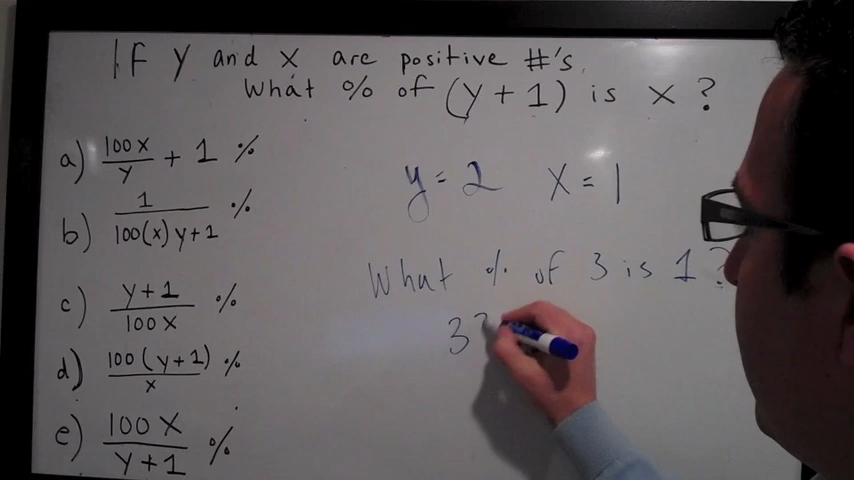 IF y and x are positive #'s,
What % of (y + 1) is x ?
a) 100x/y + 1 %
b) 1/100(x)y+1 %
c) y+1/100x %
d) 100(y+1)/x %
e) 100x/y+1 %
y = 2 x = 1
What % of 3 is 1 ?
33